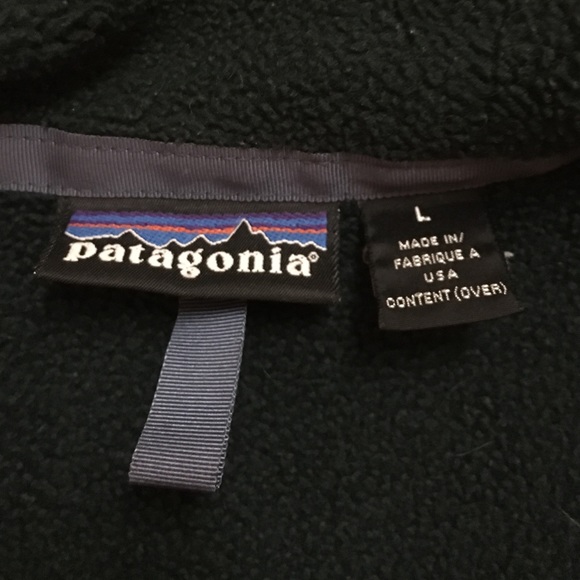 patagonia®
L
MADE IN/
FABRIQUE A
USA
CONTENT (OVER)